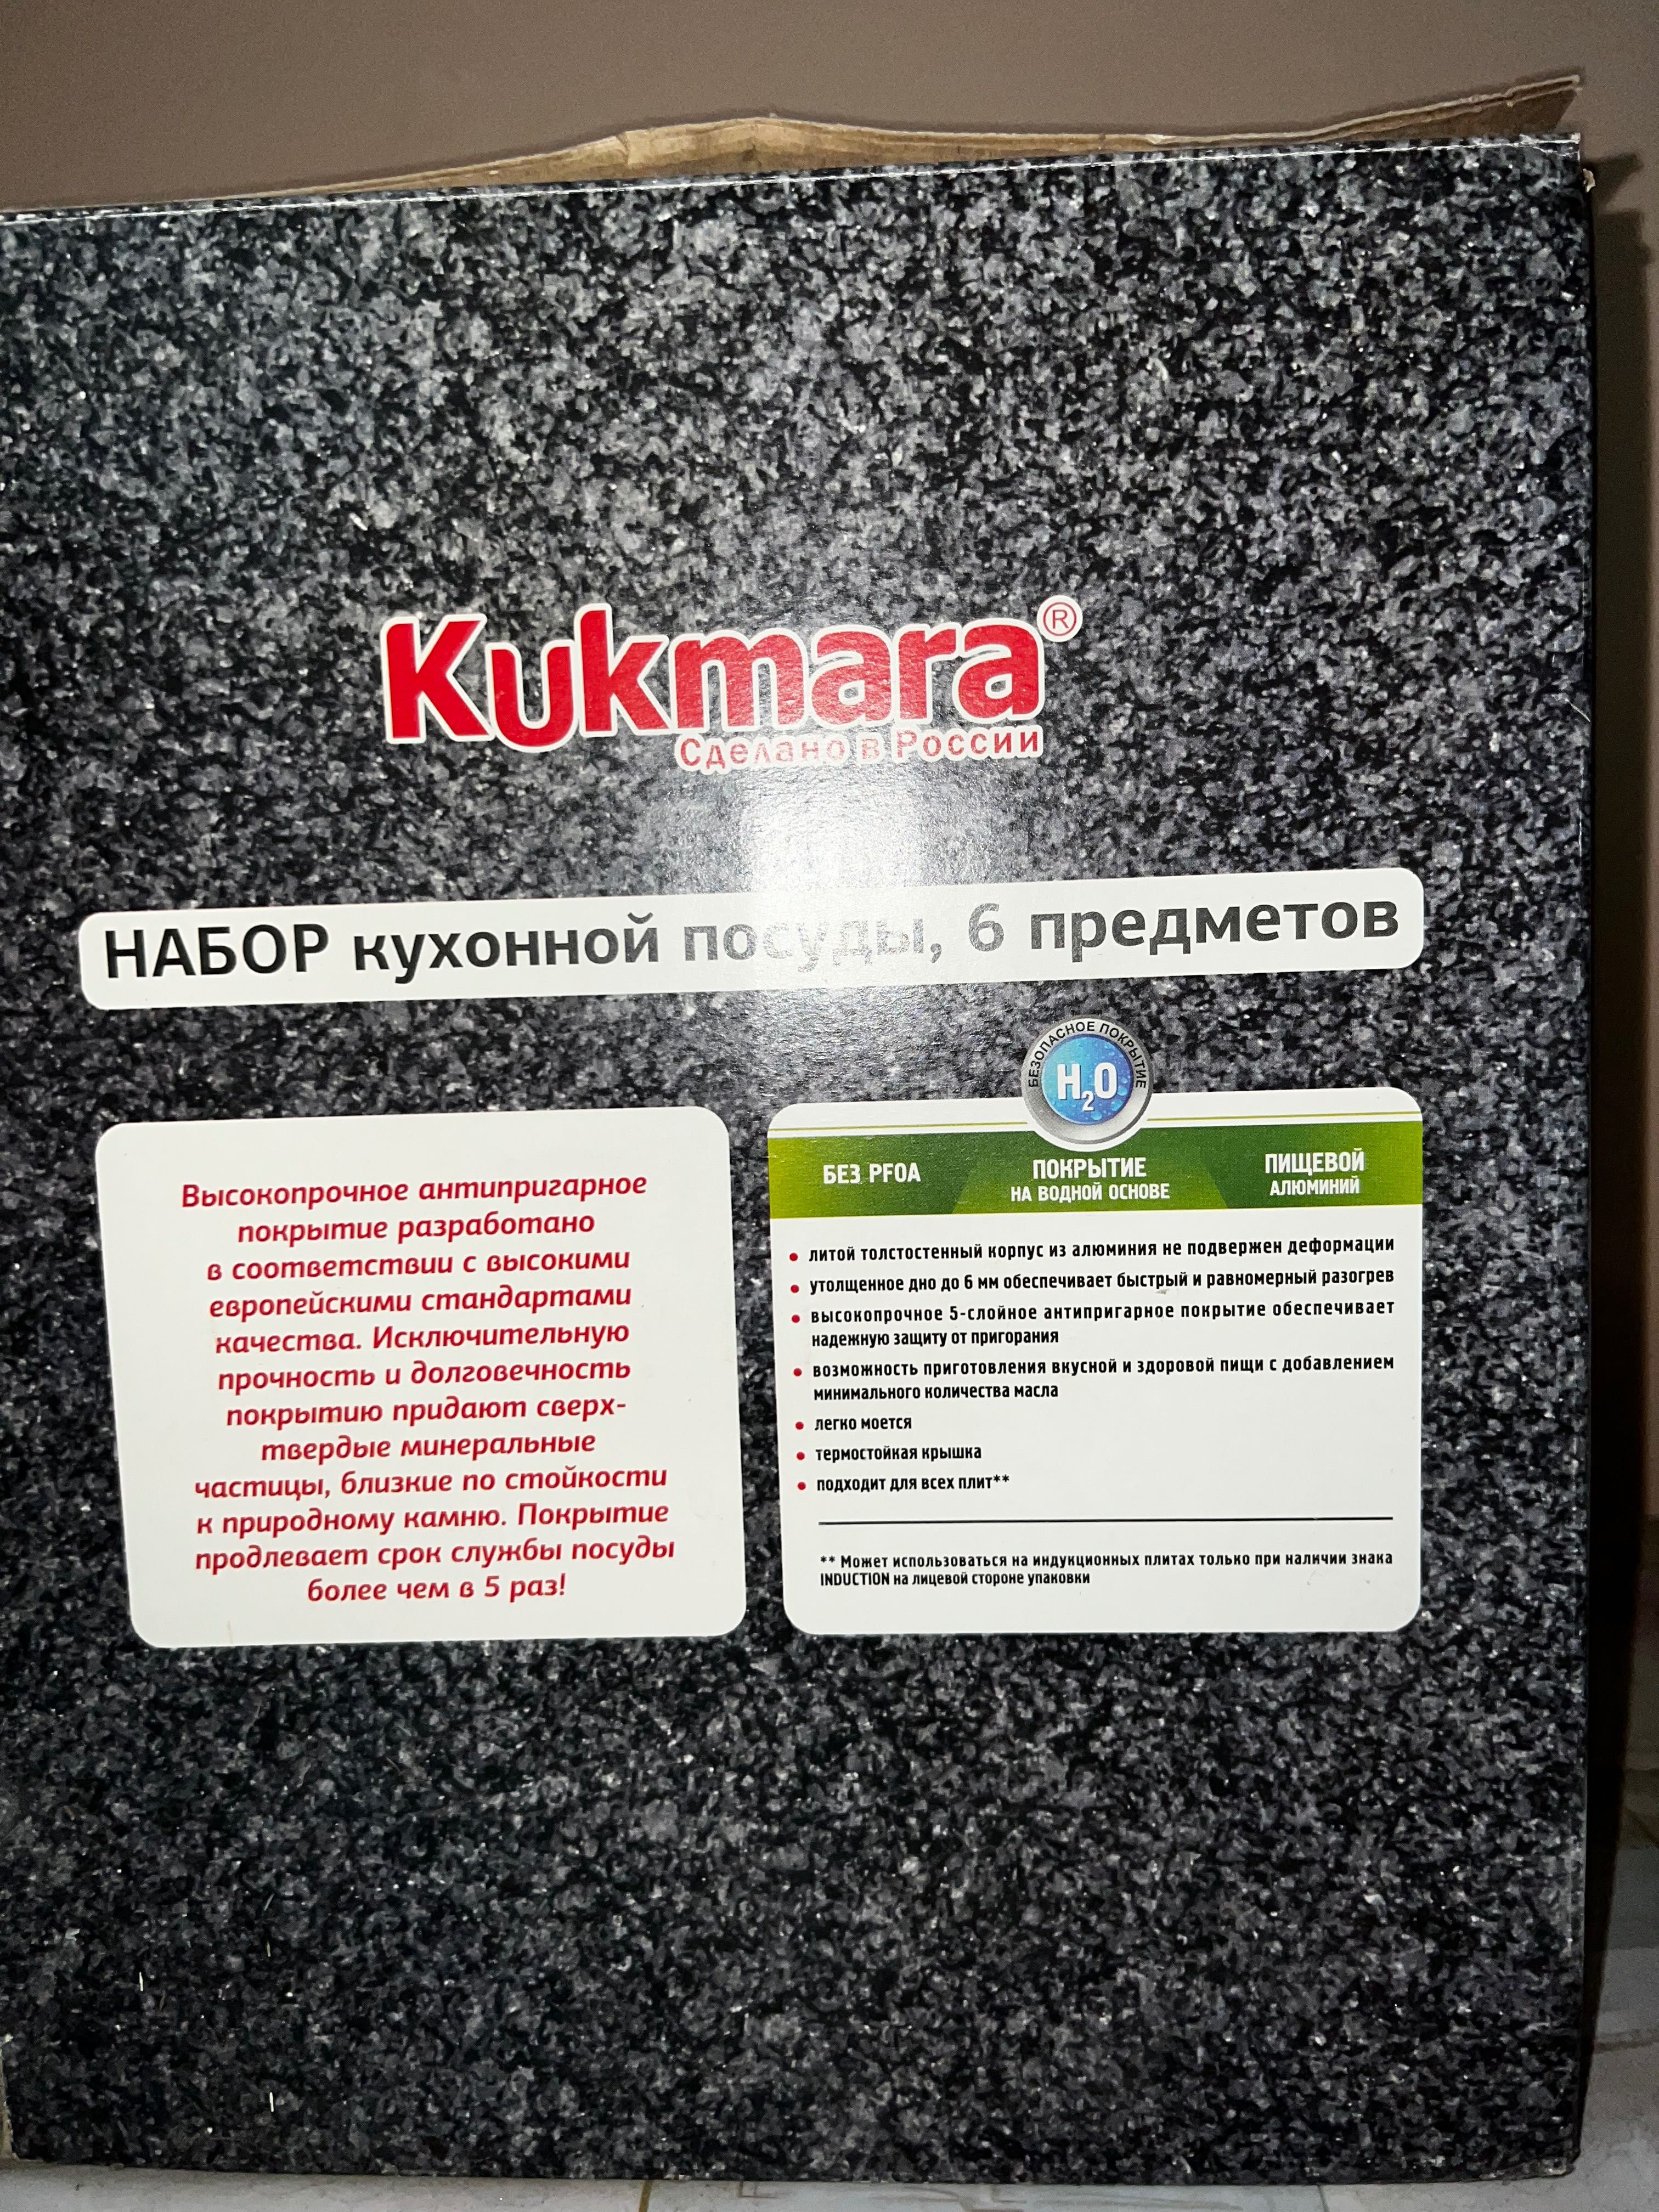 Kukmara®
Сделано в России
НАБОР кухонной посуды, 6 предметов
Высокопрочное антипригарное
покрытие разработано
в соответствии с высокими
европейскими стандартами
качества. Исключительную
прочность и долговечность
покрытию придают сверх-
твердые минеральные
частицы, близкие по стойкости
к природному камню. Покрытие
продлевает срок службы посуды
более чем в 5 раз!
БЕЗОПАСНОЕ ПОКРЫТИЕ
H₂O
БЕЗ PFOA
ПОКРЫТИЕ
НА ВОДНОЙ ОСНОВЕ
ПИЩЕВОЙ
АЛЮМИНИЙ
• литой толстостенный корпус из алюминия не подвержен деформации
• утолщенное дно до 6 мм обеспечивает быстрый и равномерный разогрев
• высокопрочное 5-слойное антипригарное покрытие обеспечивает
надежную защиту от пригорания
• возможность приготовления вкусной и здоровой пищи с добавлением
минимального количества масла
• легко моется
• термостойкая крышка
• подходит для всех плит**
** Может использоваться на индукционных плитах только при наличии знака
INDUCTION на лицевой стороне упаковки